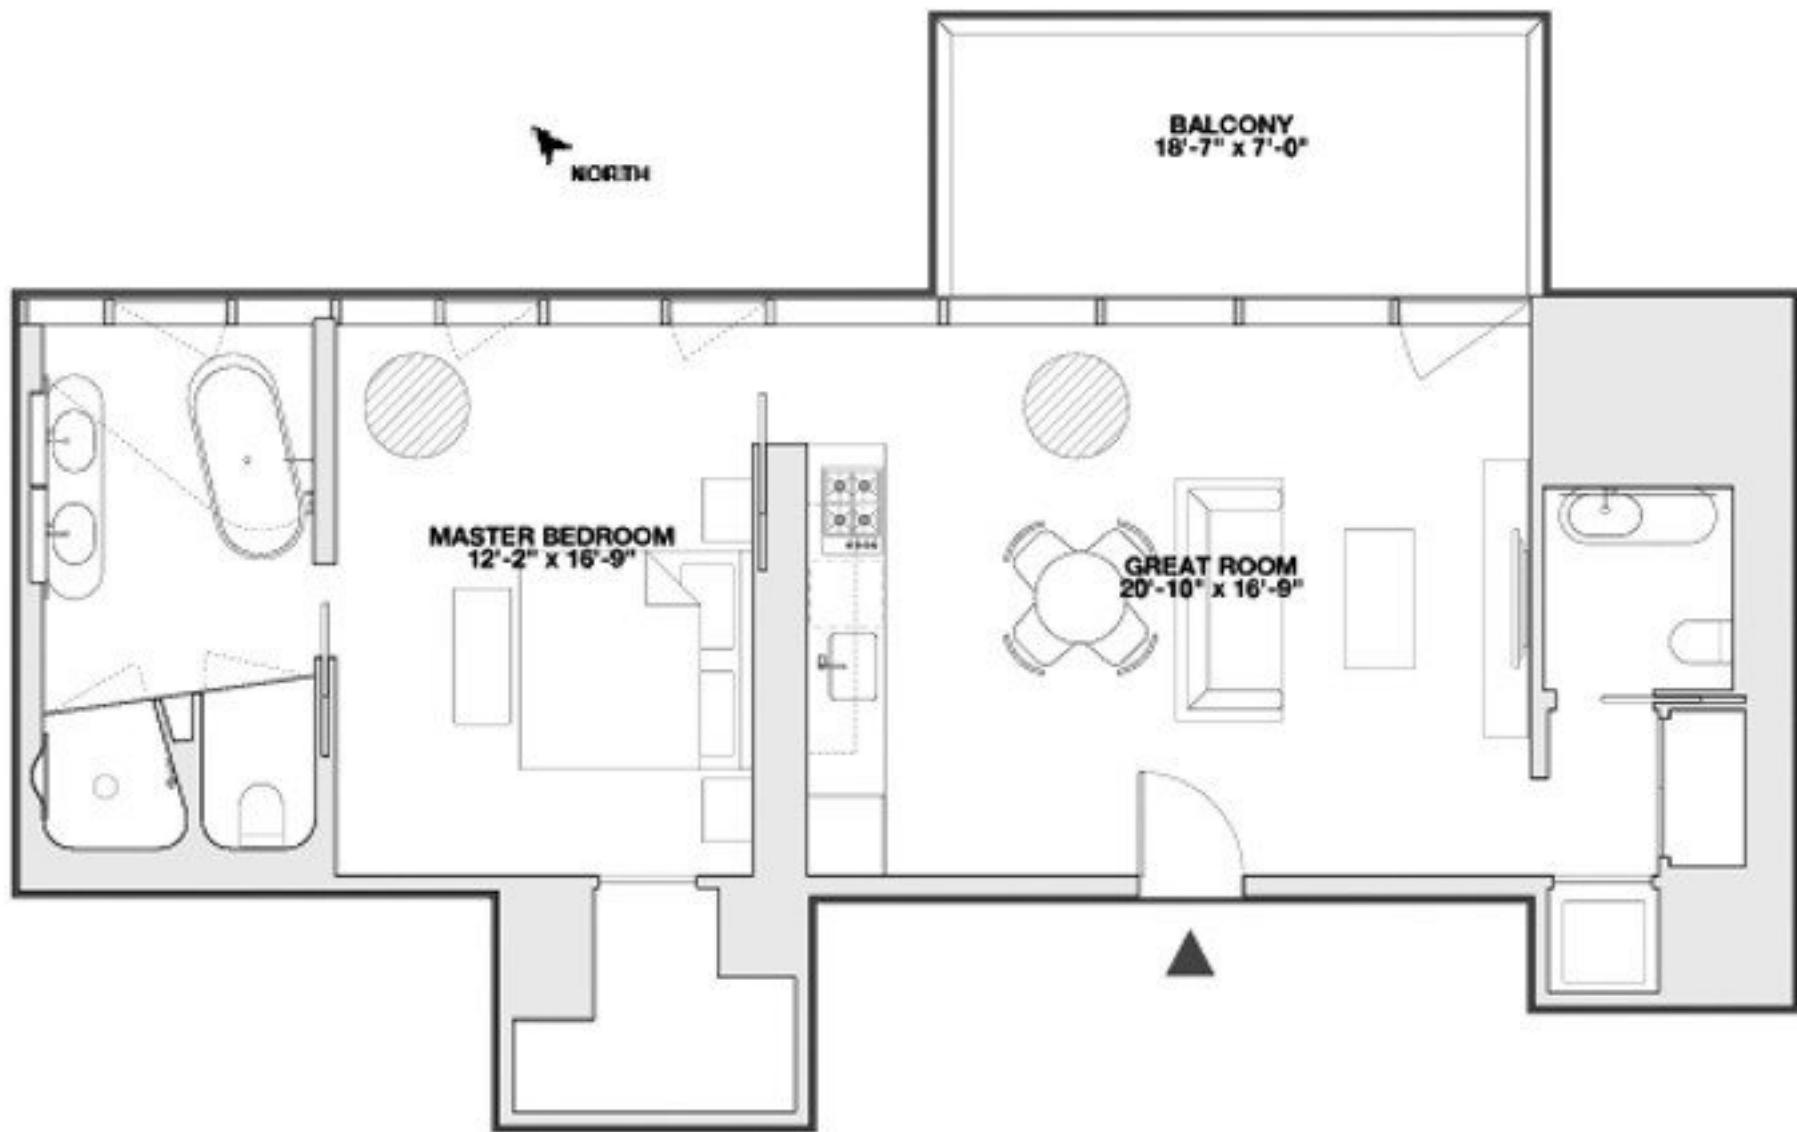 BALCONY
18'-7" x 7'-0"
NORTH
MASTER BEDROOM
12'-2" x 16'-9"
GREAT ROOM
20'-10" x 16'-9"